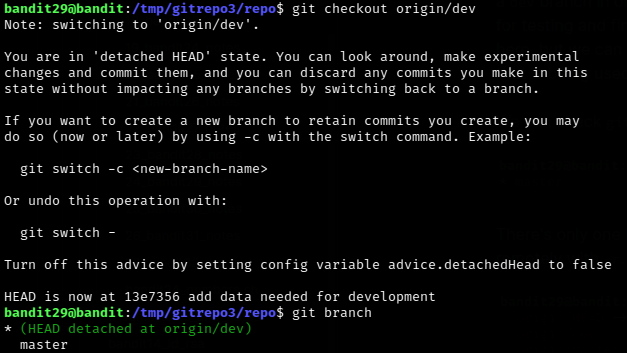 bandit29@bandit:/tmp/gitrepo3/repo$ git checkout origin/dev
Note: switching to 'origin/dev'.
You are in 'detached HEAD' state. You can look around, make experimental
changes and commit them, and you can discard any commits you make in this
state without impacting any branches by switching back to a branch.
If you want to create a new branch to retain commits you create, you may
do so (now or later) by using -c with the switch command. Example:
git switch -c <new-branch-name>
Or undo this operation with:
git switch -
Turn off this advice by setting config variable advice.detachedHead to false
HEAD is now at 13e7356 add data needed for development
bandit29@bandit:/tmp/gitrepo3/repo$ git branch
* (HEAD detached at origin/dev)
master